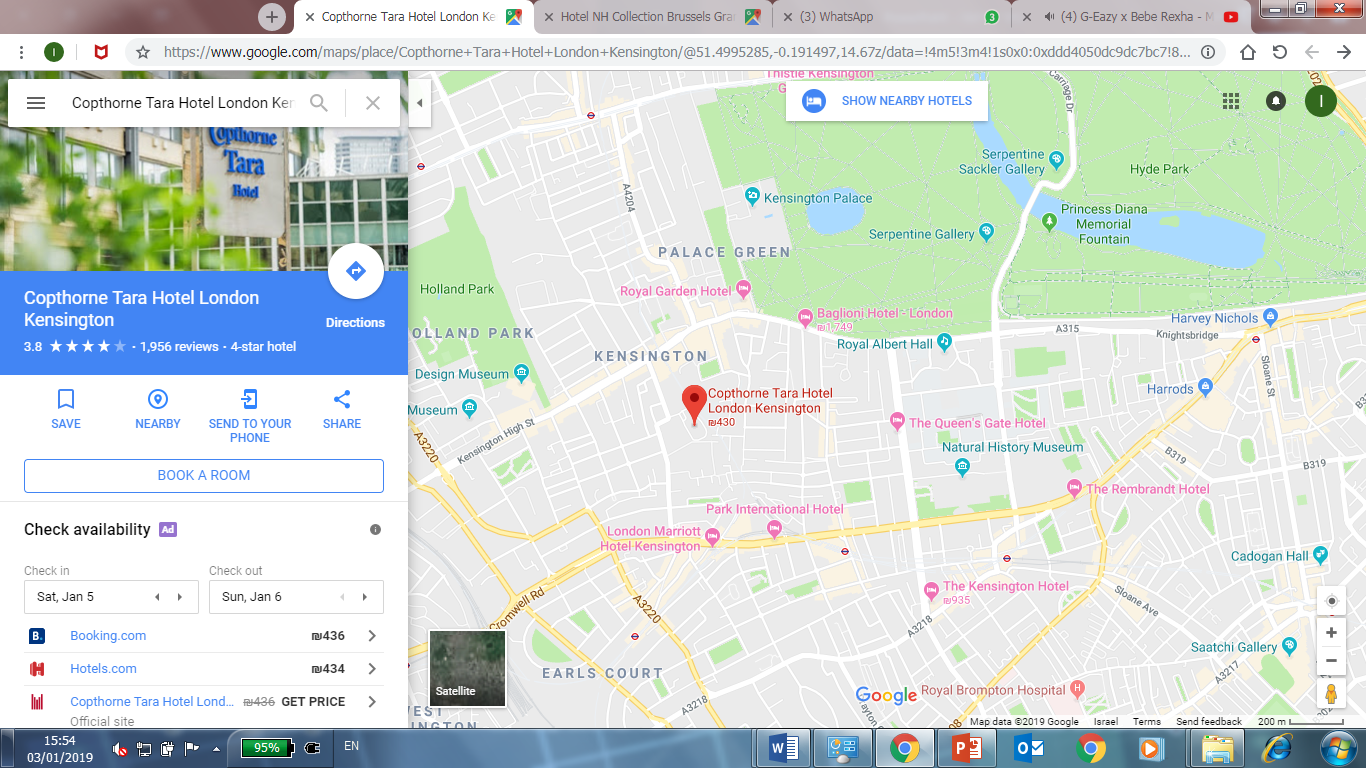 Copthorne Tara Hotel London Ke
Hotel NH Collection Brussels Gra
(3) WhatsApp
3
(4) G-Eazy x Bebe Rexha - M
I
https://www.google.com/maps/place/Copthorne+Tara+Hotel+London+Kensington/@51.4995285,-0.191497,14.67z/data=!4m5!3m4!1s0x0:0xddd4050dc9dc7bc7!8...
Copthorne Tara Hotel London Ken
Copthorne
Tara
Hotel
Copthorne Tara Hotel London
Kensington
Directions
3.8 ★★★★★ · 1,956 reviews · 4-star hotel
SAVE
NEARBY
SEND TO YOUR
PHONE
SHARE
BOOK A ROOM
Check availability Ad
Check in
Check out
Sat, Jan 5
Sun, Jan 6
B. Booking.com ₪436
Hotels.com ₪434
Copthorne Tara Hotel Lond... ₪436 GET PRICE
Official site
SHOW NEARBY HOTELS
I
Thistle Kensington
Carriage Dr
Serpentine
Sackler Gallery
Hyde Park
A4204
Kensington Palace
Princess Diana
Memorial
Fountain
Serpentine Gallery
PALACE GREEN
Holland Park
Royal Garden Hotel
Baglioni Hotel - London
₪1,749
HOLLAND PARK
A315
Harvey Nichols
Knightsbridge
Royal Albert Hall
KENSINGTON
Design Museum
Sloane St
Museum
Copthorne Tara Hotel
London Kensington
₪430
Harrods
Kensington High St
The Queen's Gate Hotel
A3220
Natural History Museum
B319
B319
The Rembrandt Hotel
Park International Hotel
London Marriott
Hotel Kensington
Cadogan Hall
The Kensington Hotel
₪935
Cromwell Rd
A3220
Sloane Ave
A3218
Saatchi Gallery
Satellite
EARLS COURT
A3217
A3218
Google
Royal Brompton Hospital
WEST
KENSINGTON
Map data ©2019 Google Israel Terms Send feedback 200 m
15:54
03/01/2019
95%
EN